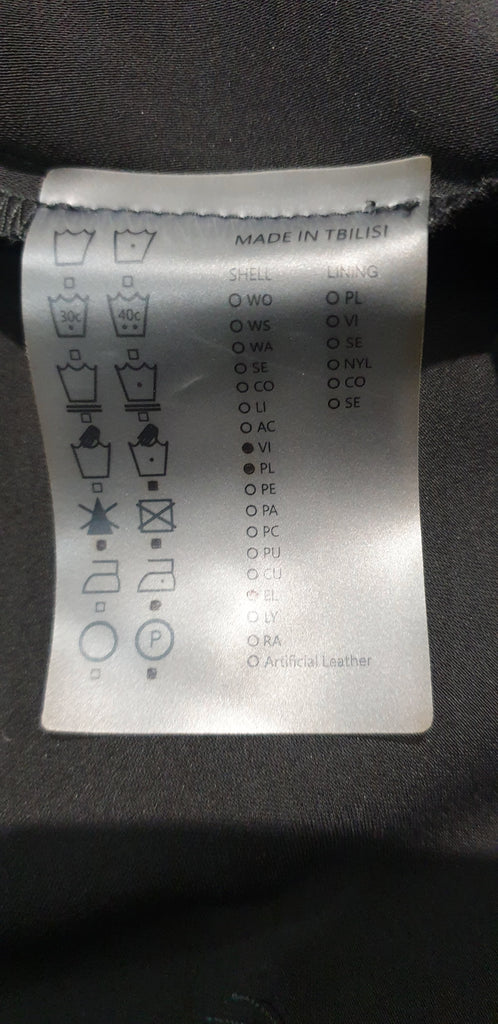 MADE IN TBILISI
SHELL LINING
WO PL
WS VI
WA SE
SE NYL
CO CO
LI SE
AC
VI
PL
PE
PA
PC
PU
CU
EL
LY
RA
Artificial Leather
30c 40c
P